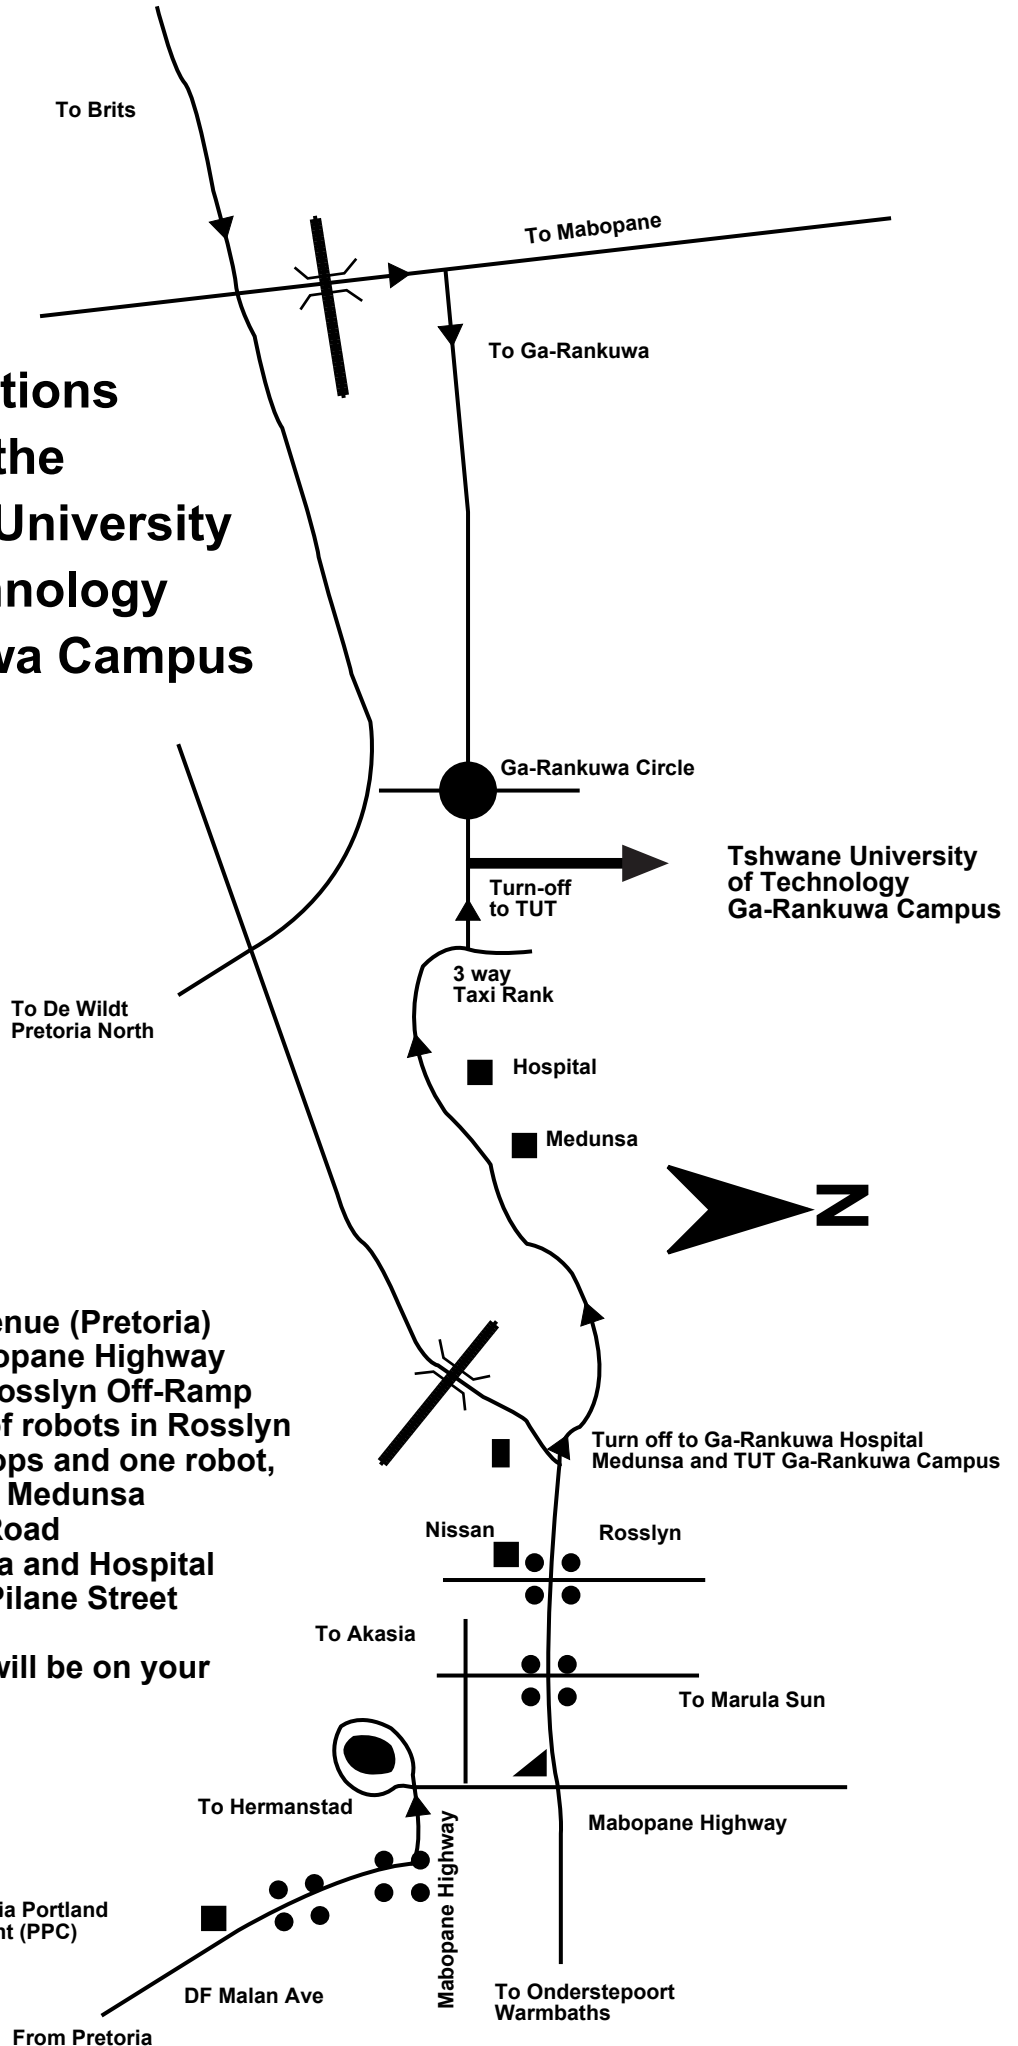 To Brits
To Mabopane
To Ga-Rankuwa
tions
the
University
nology
wa Campus
Ga-Rankuwa Circle
Tshwane University
of Technology
Ga-Rankuwa Campus
Turn-off
to TUT
3 way
Taxi Rank
To De Wildt
Pretoria North
Hospital
Medunsa
N
enue (Pretoria)
opane Highway
osslyn Off-Ramp
of robots in Rosslyn
ops and one robot,
Medunsa
Road
a and Hospital
Pilane Street
will be on your
Turn off to Ga-Rankuwa Hospital
Medunsa and TUT Ga-Rankuwa Campus
Nissan
Rosslyn
To Akasia
To Marula Sun
To Hermanstad
Mabopane Highway
Mabopane Highway
ia Portland
nt (PPC)
DF Malan Ave
To Onderstepoort
Warmbaths
From Pretoria